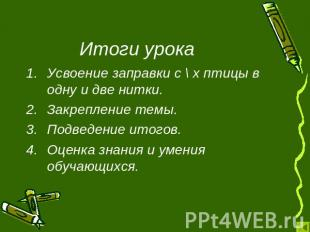 Итоги урока
1. Усвоение заправки с \ х птицы в
одну и две нитки.
2. Закрепление темы.
3. Подведение итогов.
4. Оценка знания и умения
обучающихся.
PPt4WEB.ru